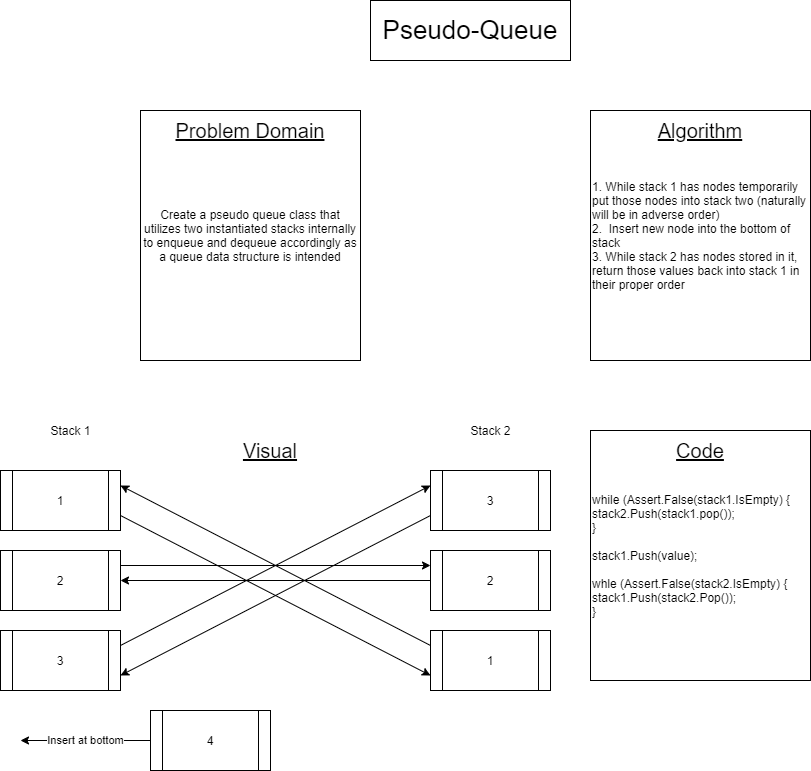 Pseudo-Queue
Problem Domain
Create a pseudo queue class that
utilizes two instantiated stacks internally
to enqueue and dequeue accordingly as
a queue data structure is intended
Algorithm
1. While stack 1 has nodes temporarily
put those nodes into stack two (naturally
will be in adverse order)
2.  Insert new node into the bottom of
stack
3. While stack 2 has nodes stored in it,
return those values back into stack 1 in
their proper order
Stack 1
Visual
Stack 2
1
3
2
2
3
1
Insert at bottom
4
Code
while (Assert.False(stack1.IsEmpty) {
stack2.Push(stack1.pop());
}
stack1.Push(value);
whle (Assert.False(stack2.IsEmpty) {
stack1.Push(stack2.Pop());
}